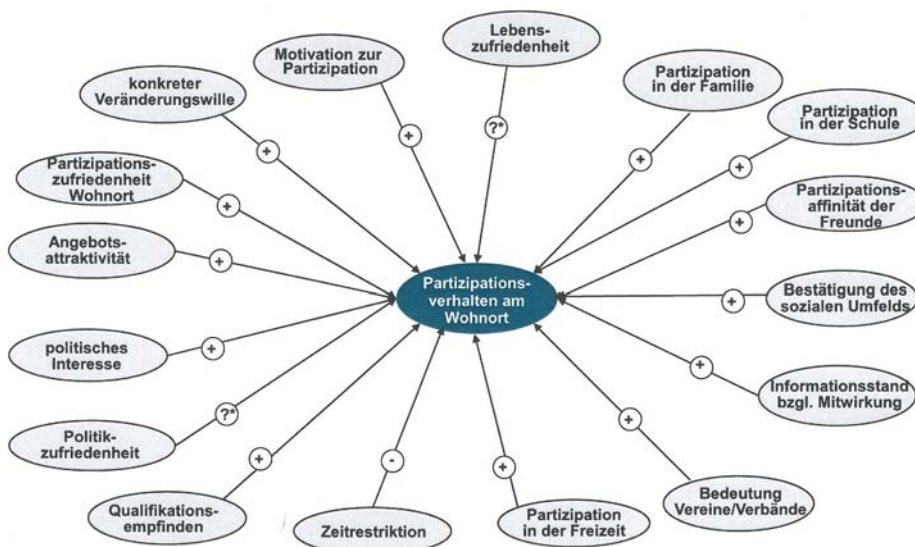 Lebens-
zufriedenheit
?*
Motivation zur
Partizipation
+
konkreter
Veränderungswille
+
Partizipation
in der Familie
+
Partizipation
in der Schule
+
Partizipations-
zufriedenheit
Wohnort
+
Partizipations-
affinität der
Freunde
+
Angebots-
attraktivität
+
Partizipations-
verhalten am
Wohnort
Bestätigung des
sozialen Umfelds
+
politisches
Interesse
+
Informationsstand
bzgl. Mitwirkung
+
Politik-
zufriedenheit
?*
Qualifikations-
empfinden
+
Zeitrestriktion
-
Partizipation
in der Freizeit
+
Bedeutung
Vereine/Verbände
+